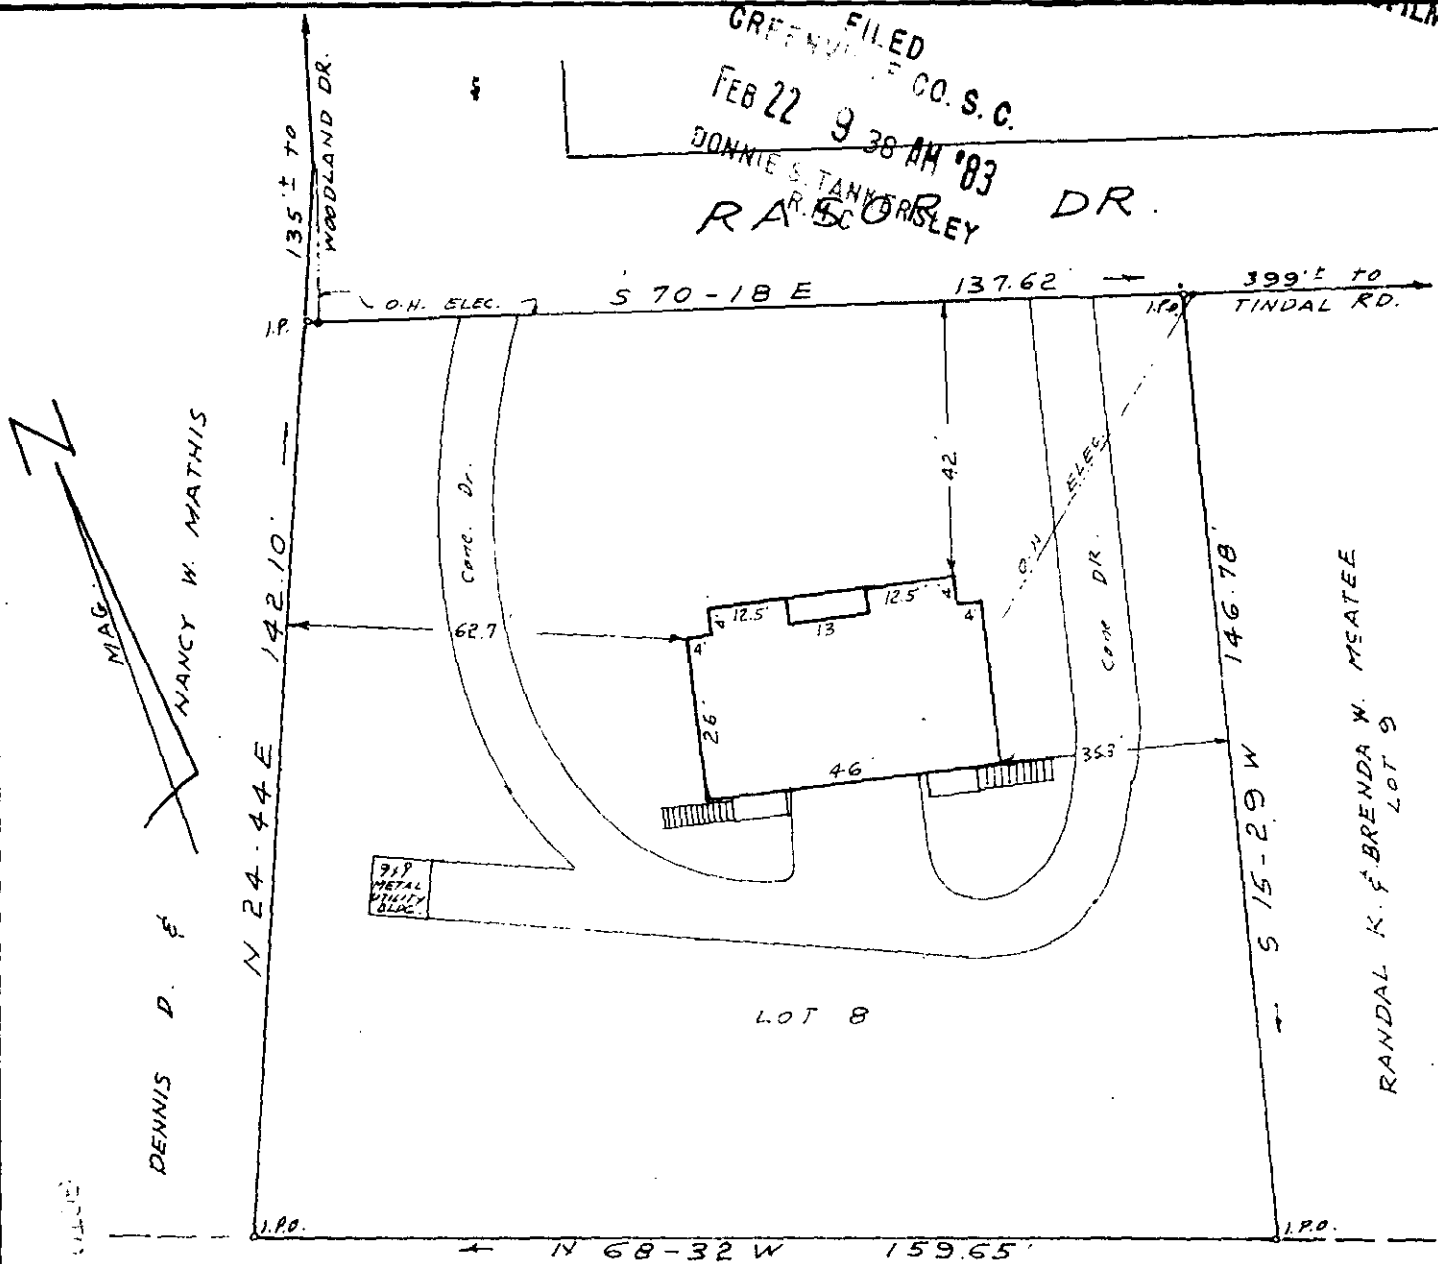 FILED
GREENVILLE CO. S. C.
FEB 22 9 38 AM '83
DONNIE S. TANKERSLEY
R.M.C
RASOR DR.
135'± TO
WOODLAND DR.
O.H. ELEC.
S 70-18 E 137.62'
399'± TO
TINDAL RD.
I.P.
I.P.O.
N
MAG.
DENNIS D. &
NANCY W. MATHIS
N 24-44 E 142.10'
Conc. Dr.
62.7
42
O.H. ELEC.
Conc DR.
4'
4'
12.5'
13
12.5'
4'
4'
26'
46
35.3'
S 15-29 W 146.78'
RANDAL K. & BRENDA W. McATEE
LOT 9
9x9
METAL
UTILITY
BLDG.
LOT 8
I.P.O.
I.P.O.
N 68-32 W 159.65'